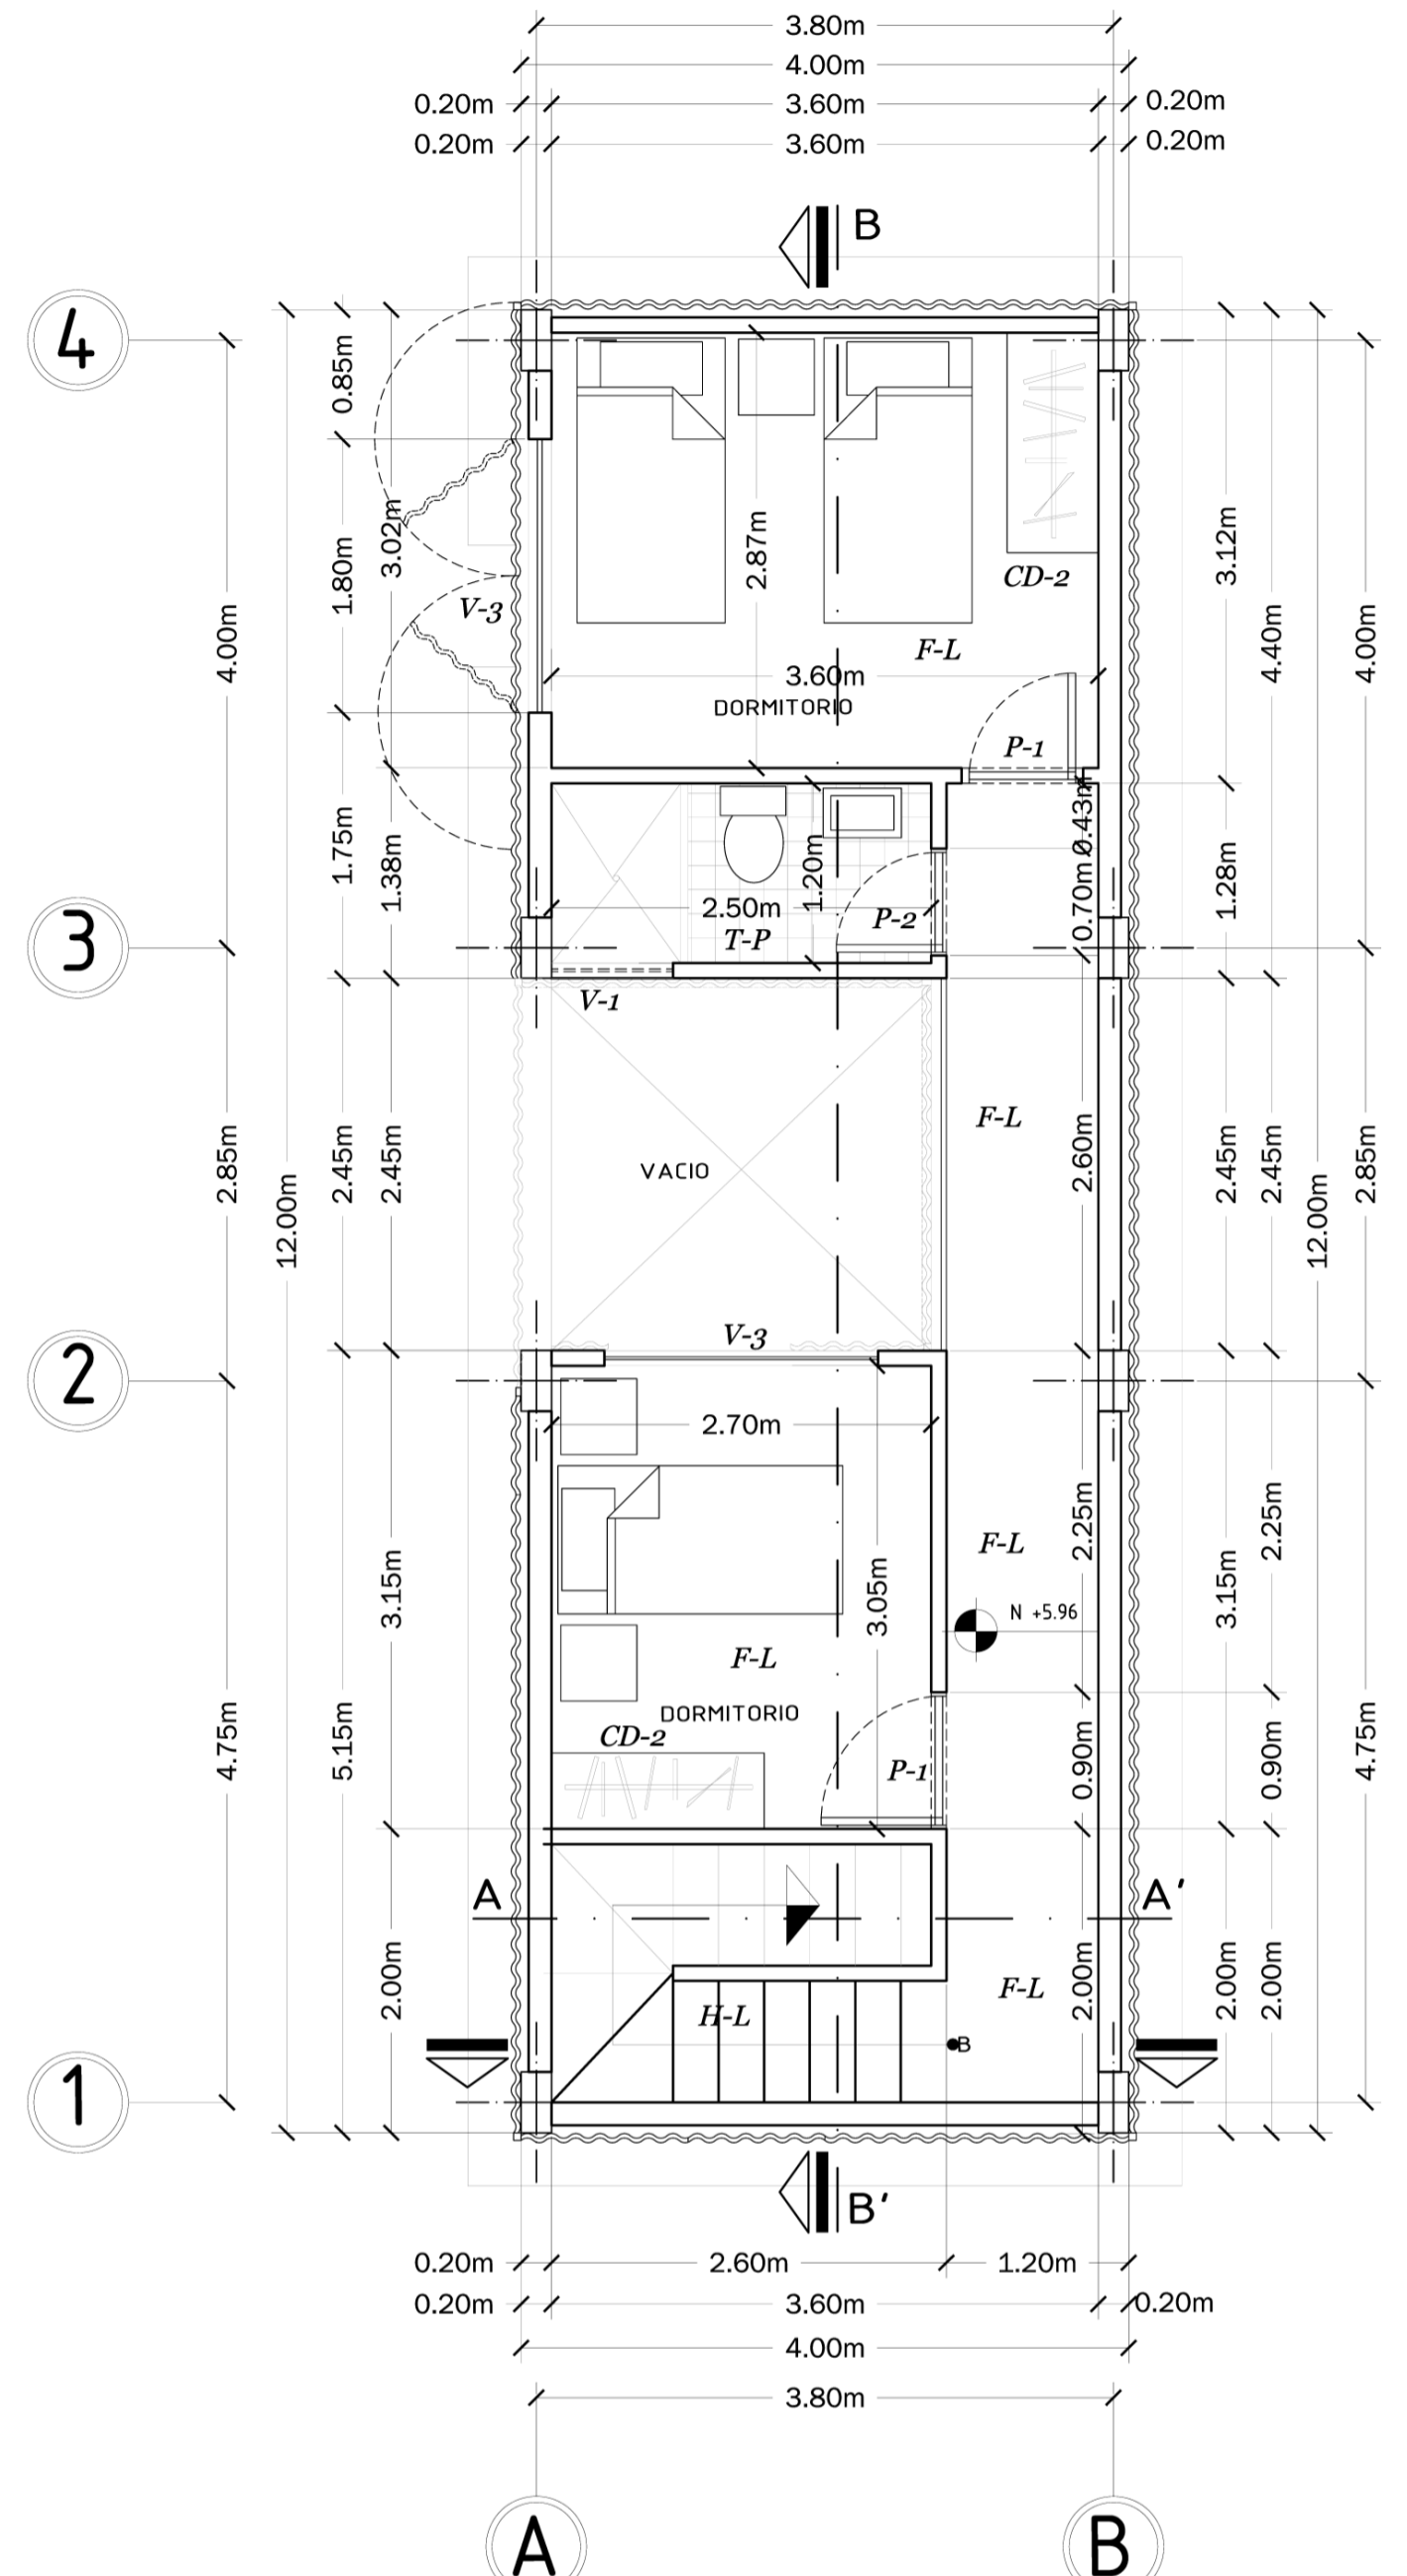 3.80m
4.00m
0.20m 3.60m 0.20m
0.20m 3.60m 0.20m
B
4
0.85m
3.02m
2.87m
3.12m
CD-2
1.80m
V-3
4.00m
F-L
4.40m
4.00m
3.60m
DORMITORIO
P-1
0.43m
1.75m
1.38m
1.20m
0.70m
1.28m
2.50m
P-2
3
T-P
V-1
F-L
2.85m
2.45m
2.45m
VACIO
2.60m
2.45m
2.45m
2.85m
12.00m
12.00m
V-3
2
2.70m
2.25m
2.25m
F-L
3.15m
3.05m
3.15m
N +5.96
F-L
DORMITORIO
CD-2
4.75m
5.15m
P-1
0.90m
0.90m
4.75m
A A'
2.00m
F-L
2.00m
2.00m
2.00m
H-L
B
1
B'
0.20m 2.60m 1.20m
0.20m 3.60m 0.20m
4.00m
3.80m
A B